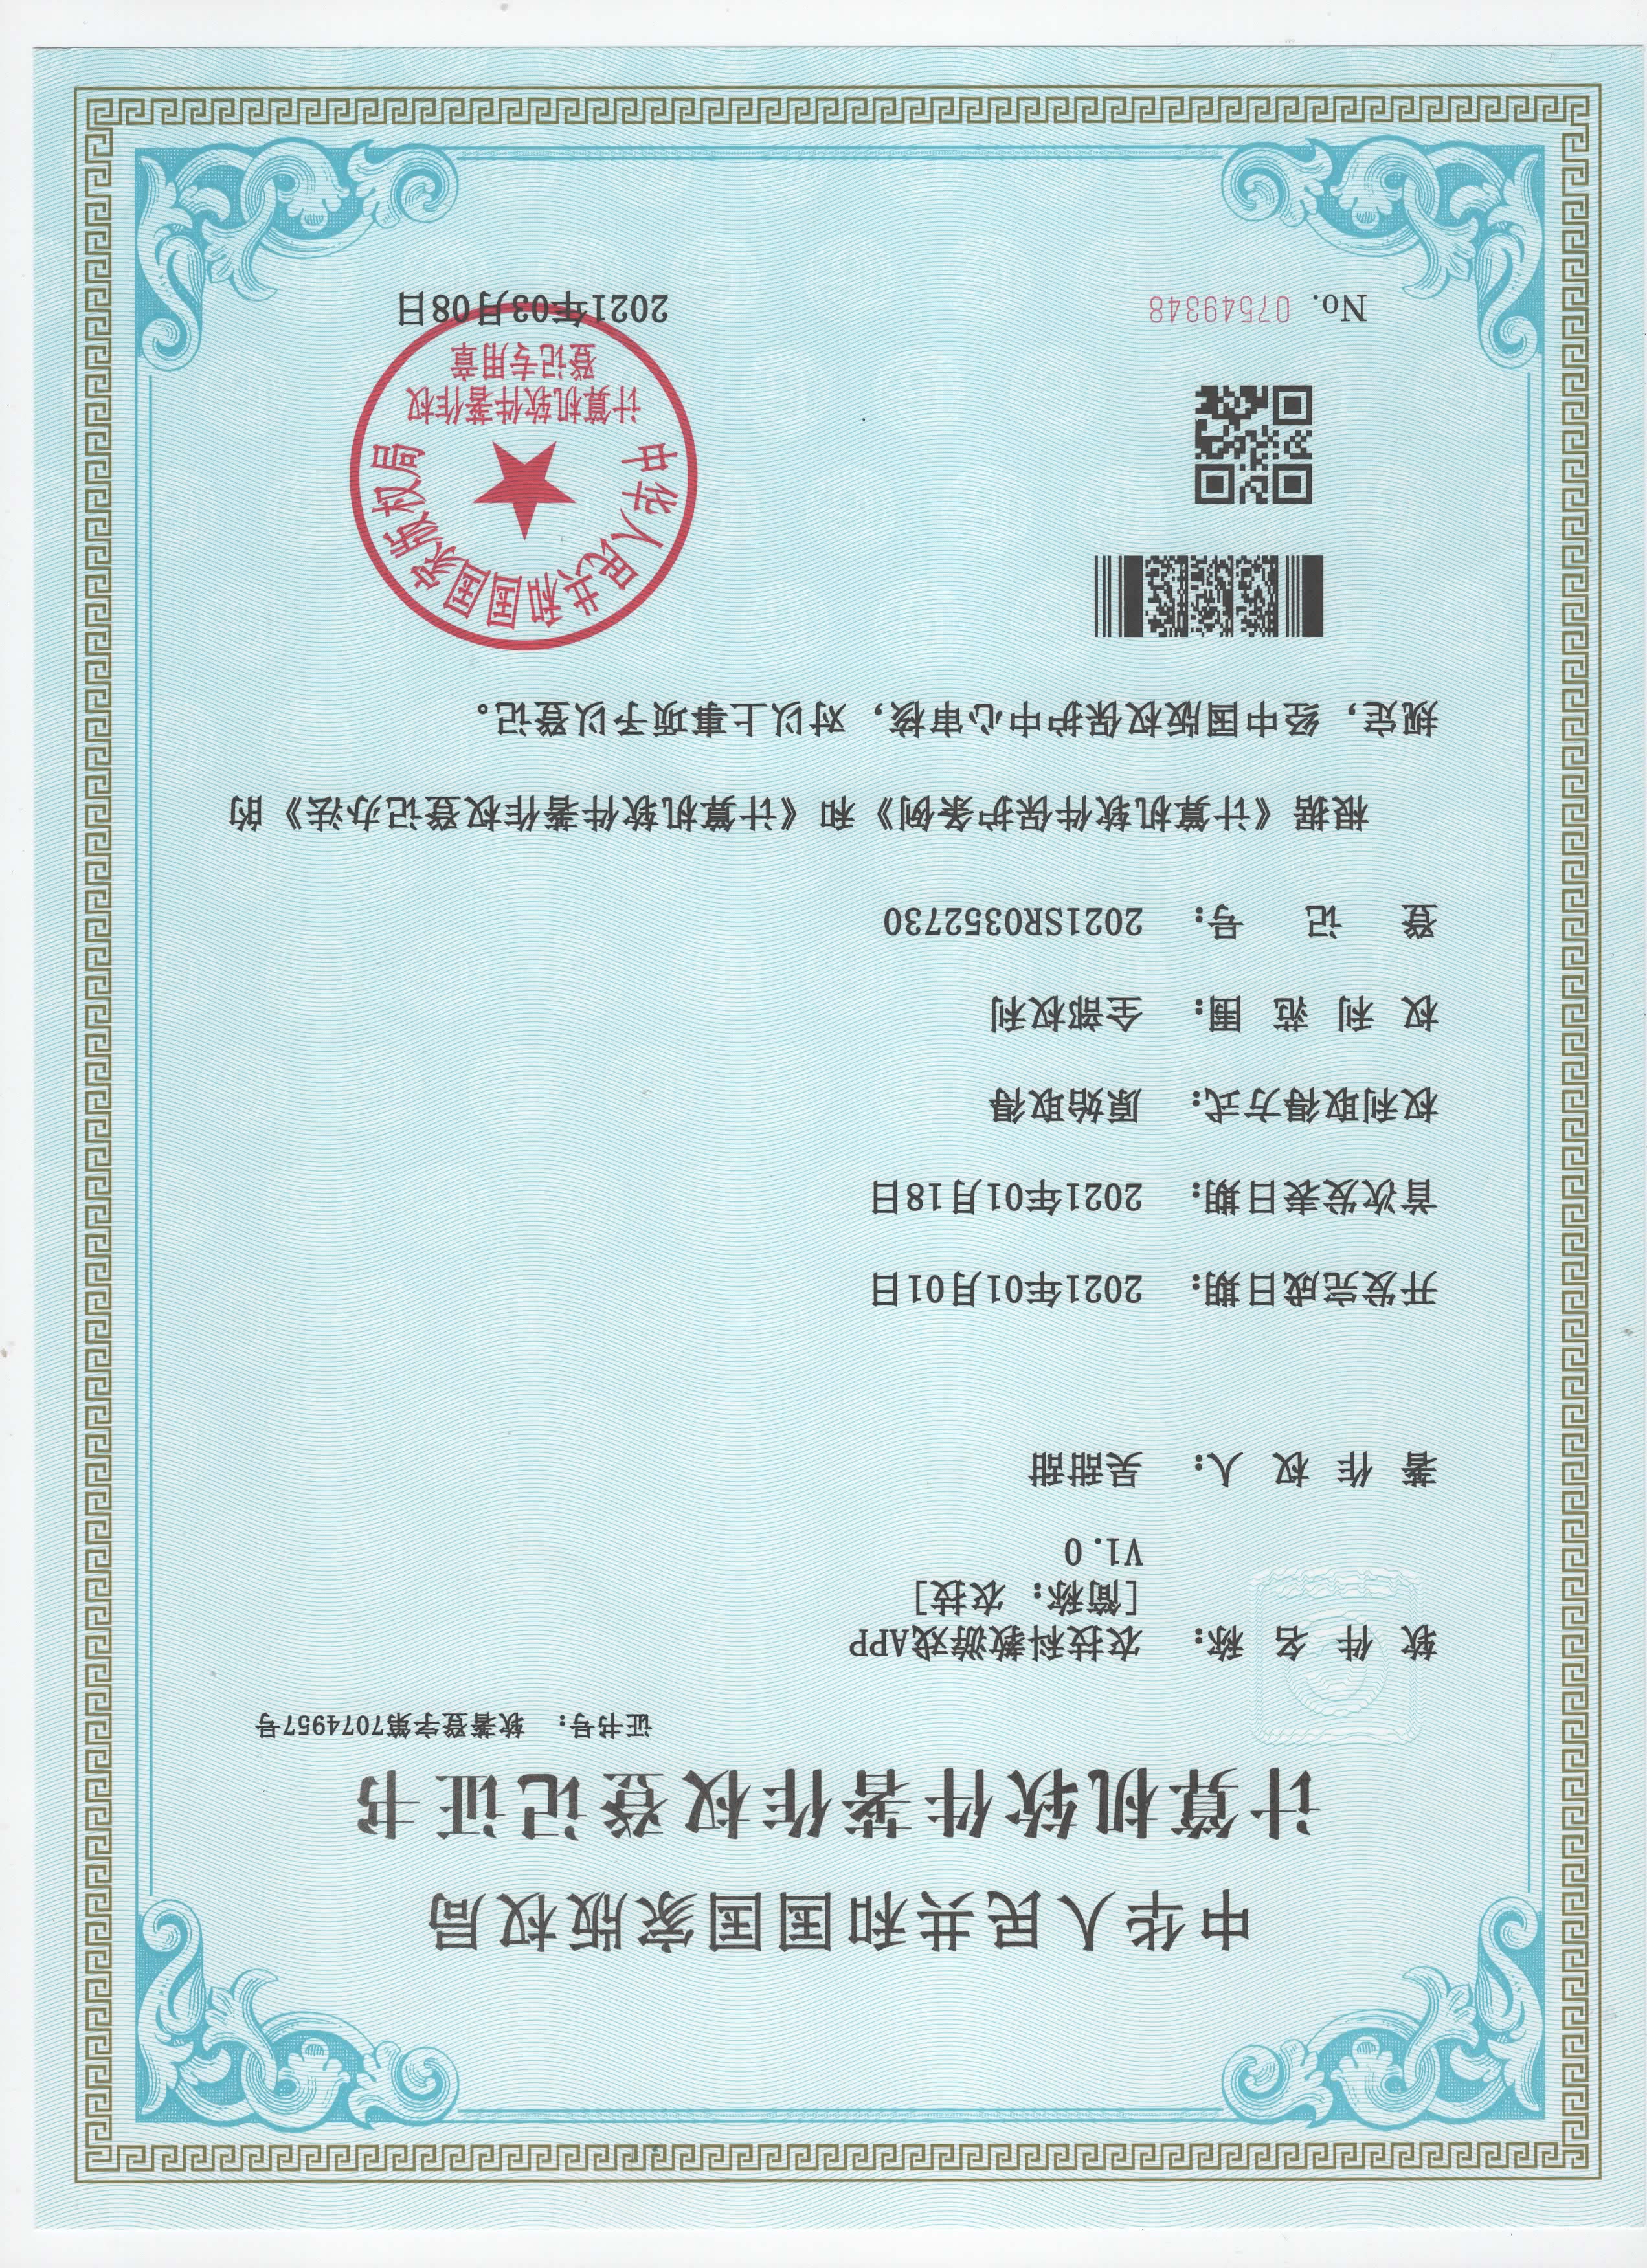 中华人民共和国国家版权局
计算机软件著作权登记证书
证书号： 软著登字第7074957号
软件名称： 农技科教游戏APP
[简称：农技]
V1.0
著作权人： 吴甜甜
开发完成日期： 2021年01月01日
首次发表日期： 2021年01月18日
权利取得方式： 原始取得
权利范围： 全部权利
登记号： 2021SR0352730
根据《计算机软件保护条例》和《计算机软件著作权登记办法》的
规定，经中国版权保护中心审核，对以上事项予以登记。
中华人民共和国国家版权局
计算机软件著作权
登记专用章
No. 07549348
2021年03月08日